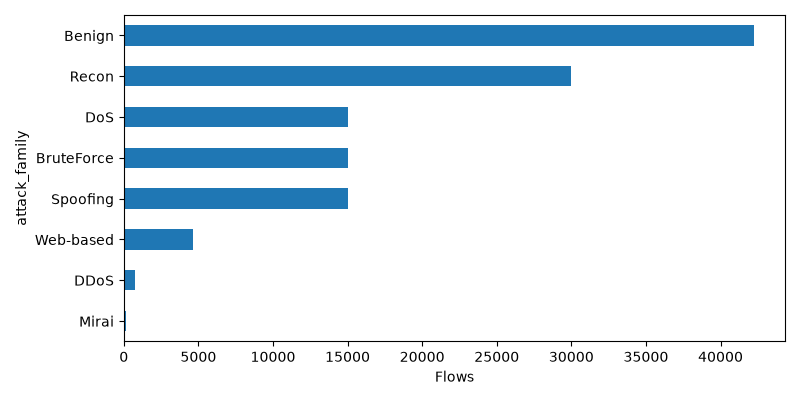 attack_family
Benign
Recon
DoS
BruteForce
Spoofing
Web-based
DDoS
Mirai
0 5000 10000 15000 20000 25000 30000 35000 40000
Flows